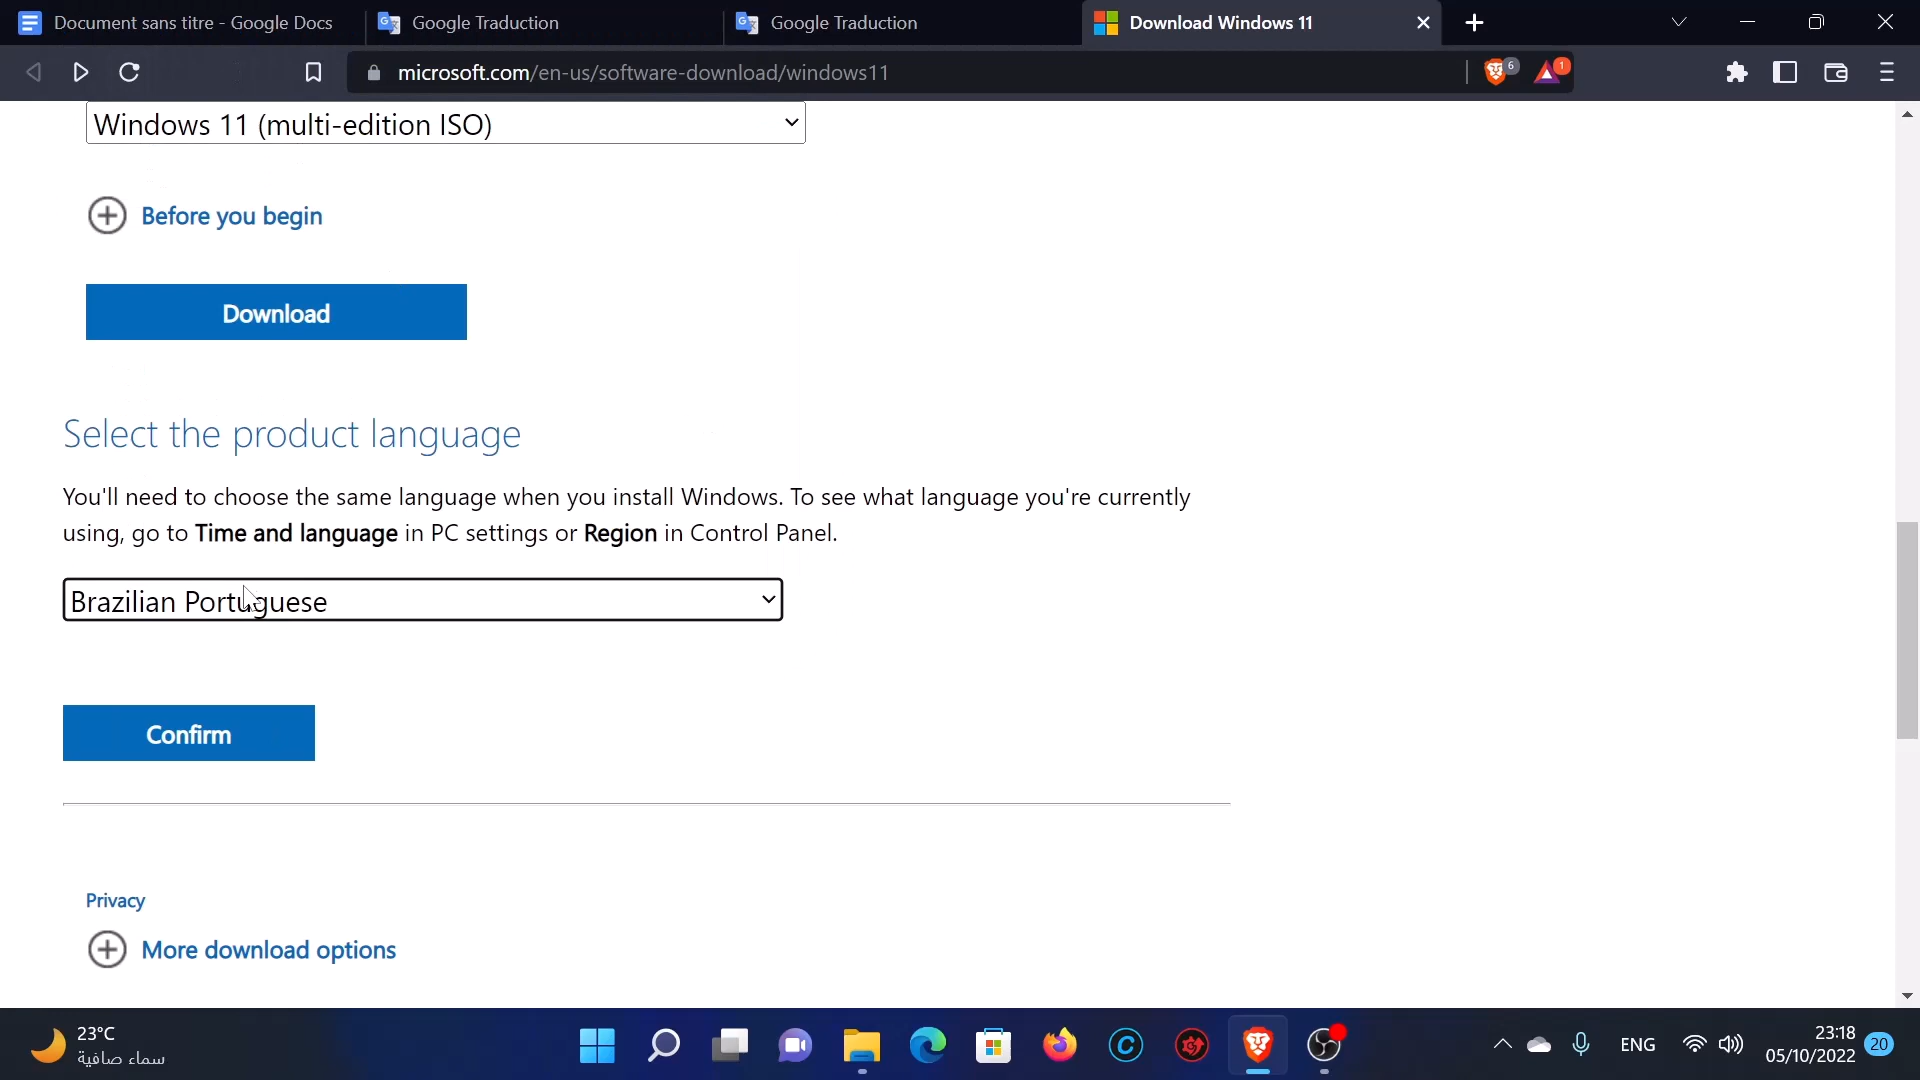 Document sans titre - Google Docs
Google Traduction
Google Traduction
Download Windows 11
microsoft.com/en-us/software-download/windows11
6
1
Windows 11 (multi-edition ISO)
Before you begin
Download
Select the product language
You'll need to choose the same language when you install Windows. To see what language you're currently
using, go to Time and language in PC settings or Region in Control Panel.
Brazilian Portuguese
Confirm
Privacy
More download options
23°C
سماء صافية
ENG
23:18
05/10/2022
20